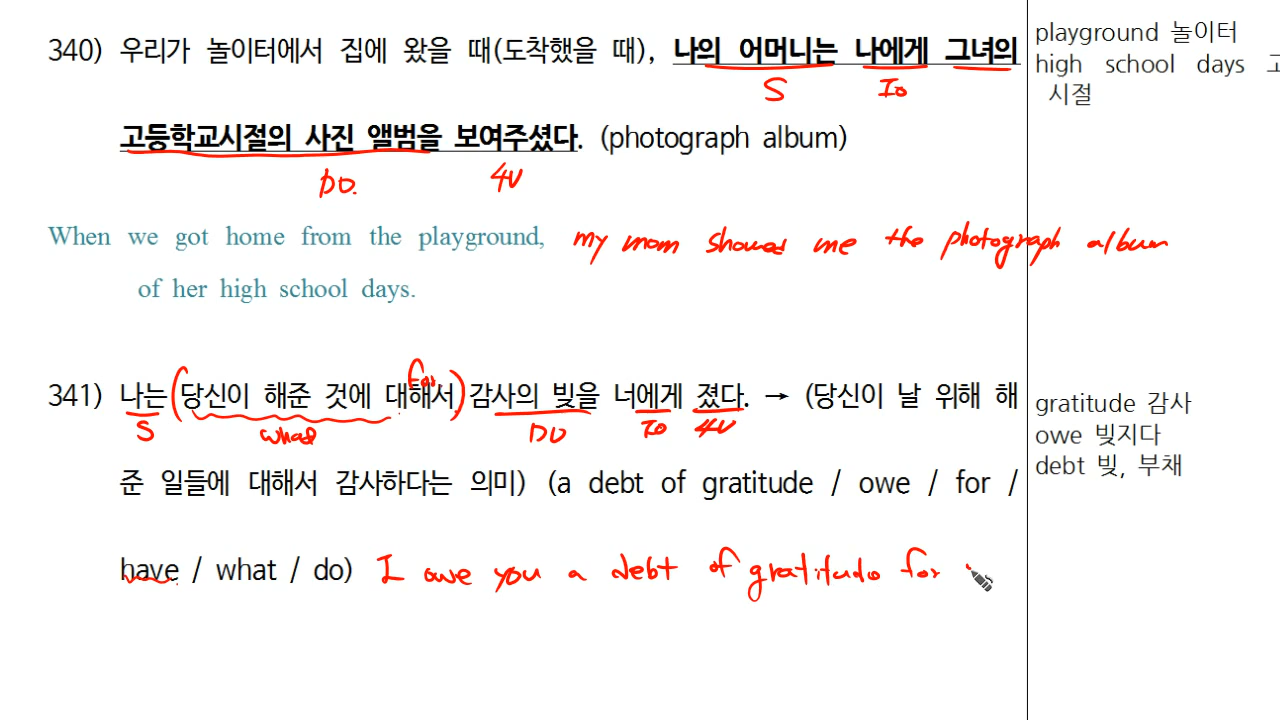 340) 우리가 놀이터에서 집에 왔을 때(도착했을 때), 나의 어머니는 나에게 그녀의
S IO
고등학교시절의 사진 앨범을 보여주셨다. (photograph album)
DO. 4V
When we got home from the playground, my mom showed me the photograph album
of her high school days.
for
341) 나는 (당신이 해준 것에 대해서) 감사의 빚을 너에게 졌다. → (당신이 날 위해 해
S what DO IO 4V
준 일들에 대해서 감사하다는 의미) (a debt of gratitude / owe / for /
have / what / do) I owe you a debt of gratitude for
playground 놀이터
high school days 고
시절
gratitude 감사
owe 빚지다
debt 빚, 부채